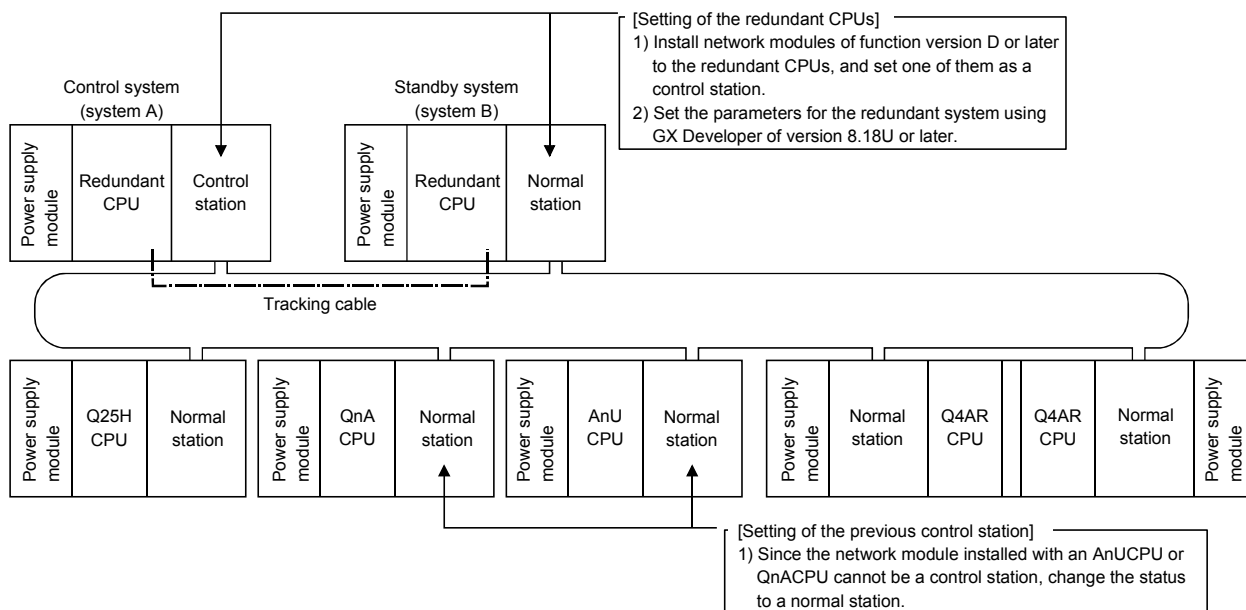 [Setting of the redundant CPUs]
1) Install network modules of function version D or later
to the redundant CPUs, and set one of them as a
control station.
2) Set the parameters for the redundant system using
GX Developer of version 8.18U or later.
Control system
(system A)
Standby system
(system B)
Power supply
module
Redundant
CPU
Control
station
Power supply
module
Redundant
CPU
Normal
station
Tracking cable
Power supply
module
Q25H
CPU
Normal
station
Power supply
module
QnA
CPU
Normal
station
Power supply
module
AnU
CPU
Normal
station
Power supply
module
Normal
station
Q4AR
CPU
Q4AR
CPU
Normal
station
Power supply
module
[Setting of the previous control station]
1) Since the network module installed with an AnUCPU or
QnACPU cannot be a control station, change the status
to a normal station.